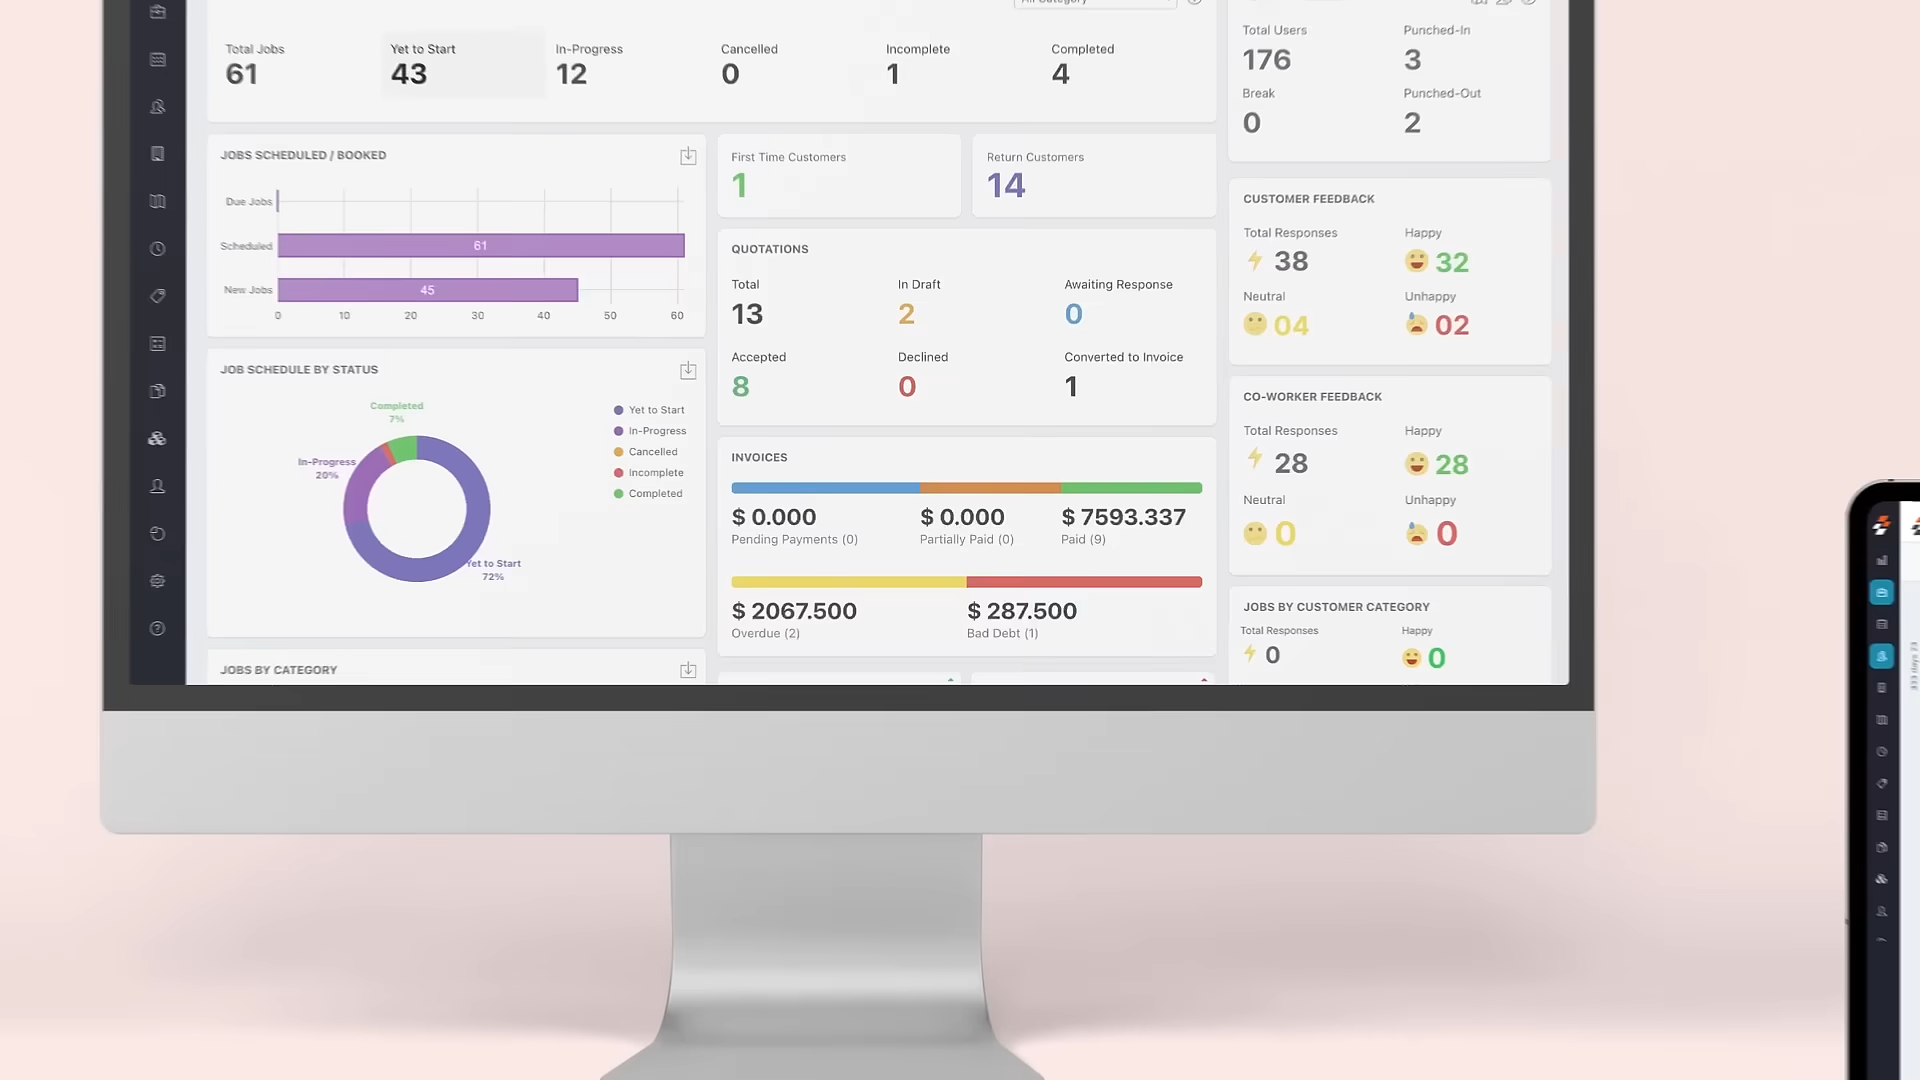 All Category
Total Jobs
61
Yet to Start
43
In-Progress
12
Cancelled
0
Incomplete
1
Completed
4
Total Users
176
Punched-In
3
Break
0
Punched-Out
2
JOBS SCHEDULED / BOOKED
Due Jobs
Scheduled
61
New Jobs
45
0 10 20 30 40 50 60
JOB SCHEDULE BY STATUS
Completed
7%
In-Progress
20%
Yet to Start
72%
Yet to Start
In-Progress
Cancelled
Incomplete
Completed
JOBS BY CATEGORY
First Time Customers
1
Return Customers
14
QUOTATIONS
Total
13
In Draft
2
Awaiting Response
0
Accepted
8
Declined
0
Converted to Invoice
1
INVOICES
$ 0.000
Pending Payments (0)
$ 0.000
Partially Paid (0)
$ 7593.337
Paid (9)
$ 2067.500
Overdue (2)
$ 287.500
Bad Debt (1)
CUSTOMER FEEDBACK
Total Responses
38
Happy
32
Neutral
04
Unhappy
02
CO-WORKER FEEDBACK
Total Responses
28
Happy
28
Neutral
0
Unhappy
0
JOBS BY CUSTOMER CATEGORY
Total Responses
0
Happy
0